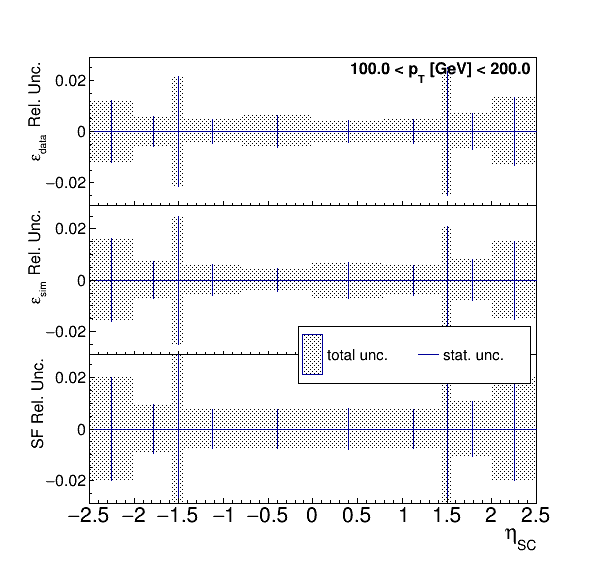 100.0 < p_T [GeV] < 200.0
ε_data Rel. Unc.
0.02
0
−0.02
ε_sim Rel. Unc.
0.02
0
−0.02
total unc.
stat. unc.
SF Rel. Unc.
0.02
0
−0.02
−2.5 −2 −1.5 −1 −0.5 0 0.5 1 1.5 2 2.5
η_SC